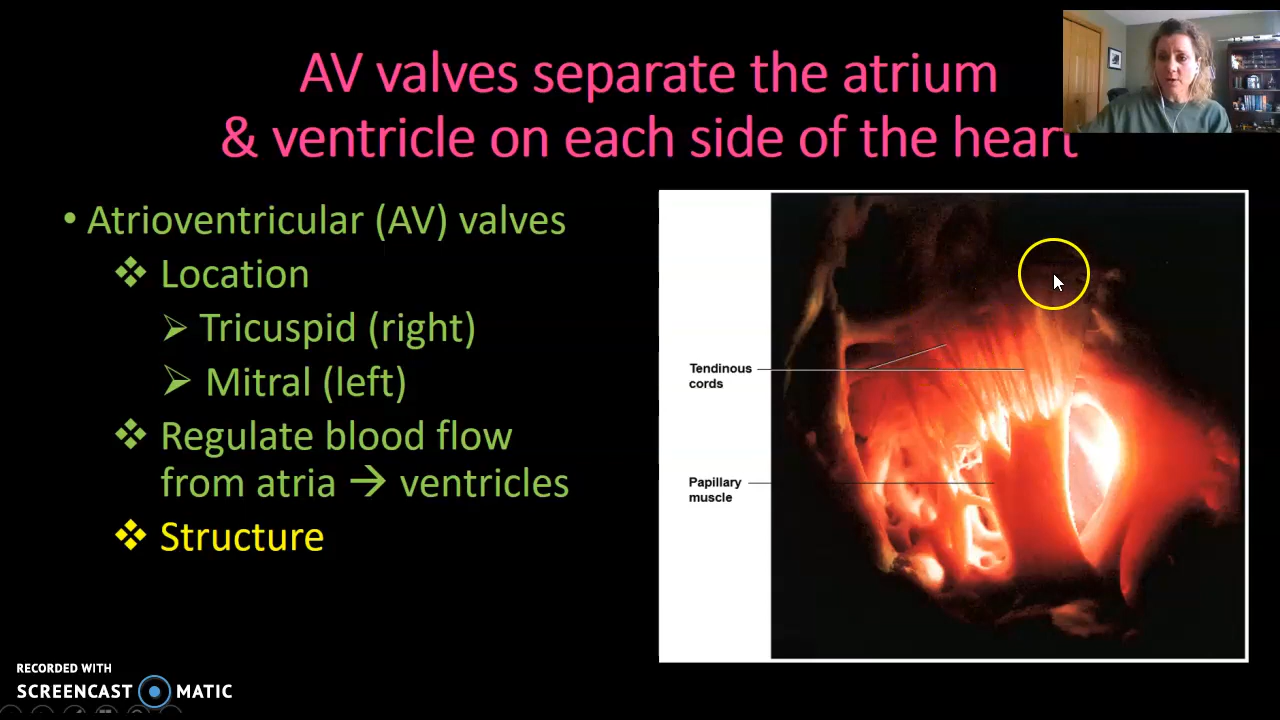 AV valves separate the atrium
& ventricle on each side of the heart
• Atrioventricular (AV) valves
❖ Location
➢ Tricuspid (right)
➢ Mitral (left)
❖ Regulate blood flow
from atria → ventricles
❖ Structure
Tendinous
cords
Papillary
muscle
RECORDED WITH
SCREENCAST MATIC